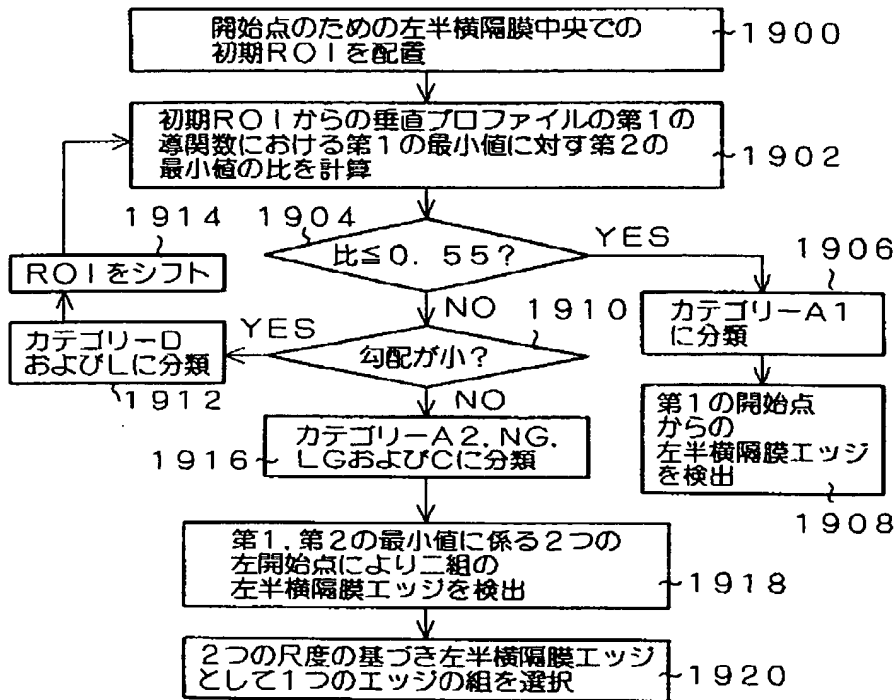 開始点のための左半横隔膜中央での
初期ROIを配置
1900
初期ROIからの垂直プロファイルの第1の
導関数における第1の最小値に対す第2の
最小値の比を計算
1902
1914
1904
比≦0.55?
YES
1906
ROIをシフト
NO
1910
カテゴリーA1
に分類
カテゴリーD
およびLに分類
YES
勾配が小?
1912
NO
第1の開始点
からの
左半横隔膜エッジ
を検出
1908
カテゴリーA2,NG,
LGおよびCに分類
1916
第1,第2の最小値に係る2つの
左開始点により二組の
左半横隔膜エッジを検出
1918
2つの尺度の基づき左半横隔膜エッジ
として1つのエッジの組を選択
1920